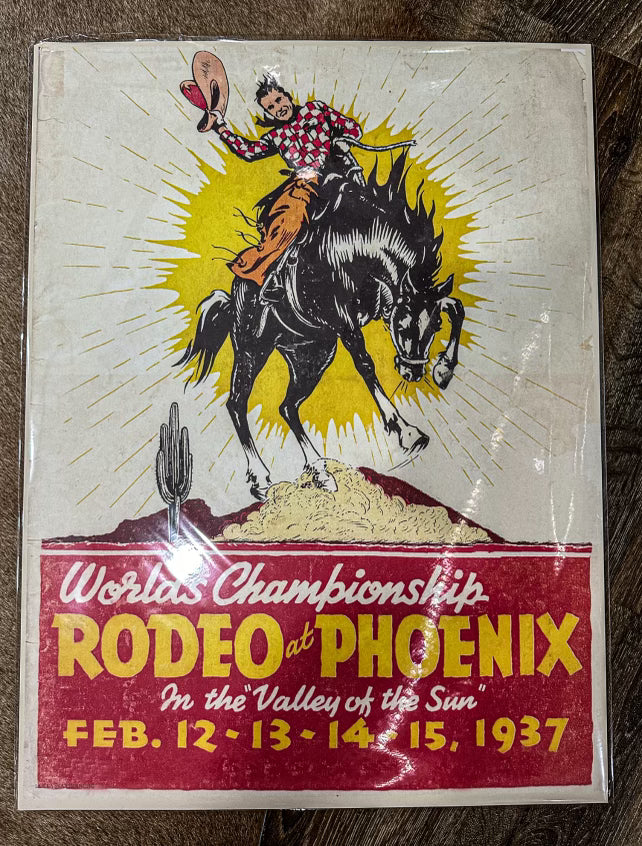 Worlds Championship
RODEO at PHOENIX
In the "Valley of the Sun"
FEB. 12 - 13 - 14 - 15, 1937